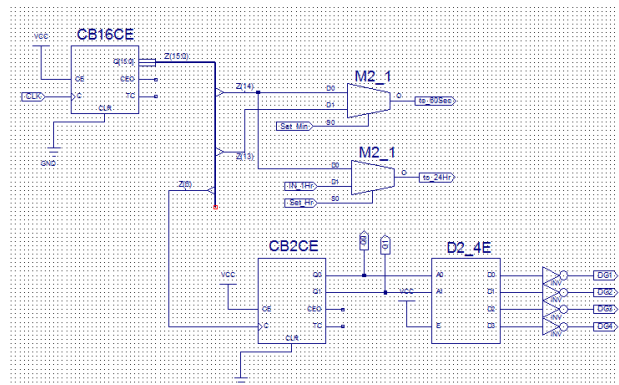 CB16CE
VCC
Q(15:0)
Z(15:0)
CE
CEO
CLK
C
TC
CLR
GND
Z(14)
Z(13)
Z(6)
M2_1
D0
D1
S0
O
to_60Sec
Set_Min
M2_1
D0
D1
S0
O
to_24Hr
IN_1Hr
Set_Hr
CB2CE
VCC
Q0
Q1
CE
CEO
C
TC
CLR
D2_4E
VCC
A0
A1
E
D0
D1
D2
D3
INV
INV
INV
INV
DG1
DG2
DG3
DG4